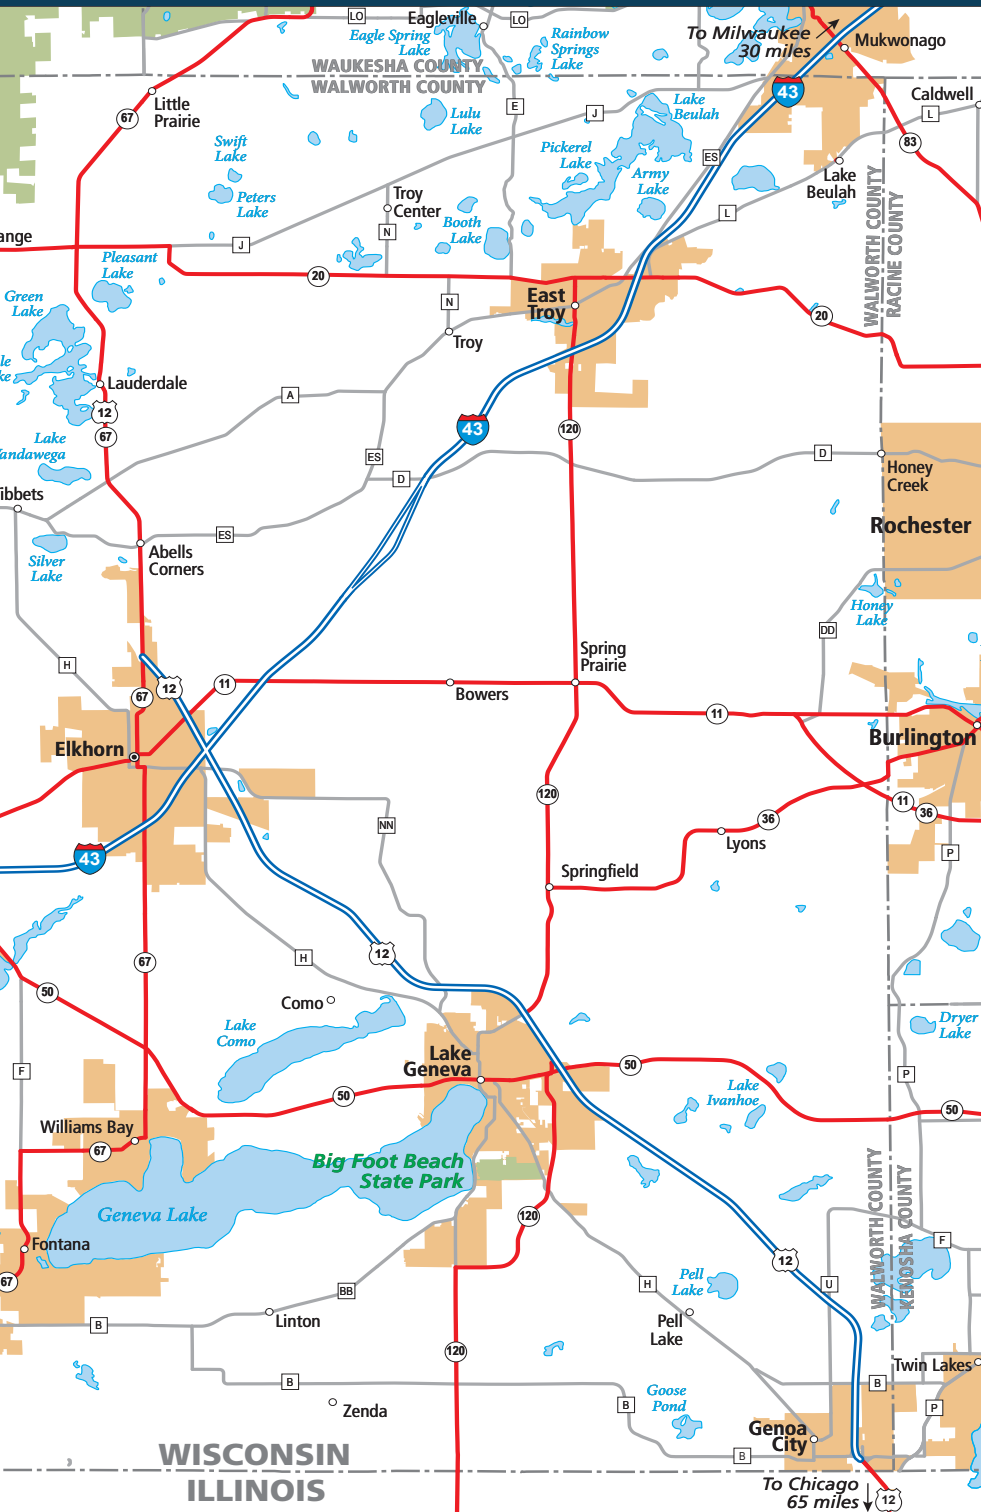 LO
Eagleville
LO
Eagle Spring
Lake
Rainbow
Springs
Lake
To Milwaukee
30 miles
Mukwonago
WAUKESHA COUNTY
WALWORTH COUNTY
43
Little
Prairie
67
Lulu
Lake
E
J
Lake
Beulah
Caldwell
L
83
Swift
Lake
Pickerel
Lake
ES
Army
Lake
Lake
Beulah
Peters
Lake
Troy
Center
N
Booth
Lake
L
WALWORTH COUNTY
RACINE COUNTY
ange
J
Pleasant
Lake
20
Green
Lake
N
East
Troy
20
Troy
le
ke
Lauderdale
12
67
A
43
120
Lake
andawega
ES
D
D
Honey
Creek
ibbets
Rochester
ES
Abells
Corners
Silver
Lake
Honey
Lake
DD
H
Spring
Prairie
67
12
11
Bowers
11
Elkhorn
Burlington
120
NN
36
11
36
43
Lyons
P
Springfield
12
H
67
50
Como
Lake
Como
Dryer
Lake
F
Lake
Geneva
50
P
50
Lake
Ivanhoe
50
Williams Bay
67
Big Foot Beach
State Park
WALWORTH COUNTY
KENOSHA COUNTY
Geneva Lake
120
Fontana
F
12
67
BB
H
Pell
Lake
U
B
Linton
Pell
Lake
120
Twin Lakes
B
B
Goose
Pond
B
P
Zenda
Genoa
City
B
WISCONSIN
ILLINOIS
To Chicago
65 miles
12